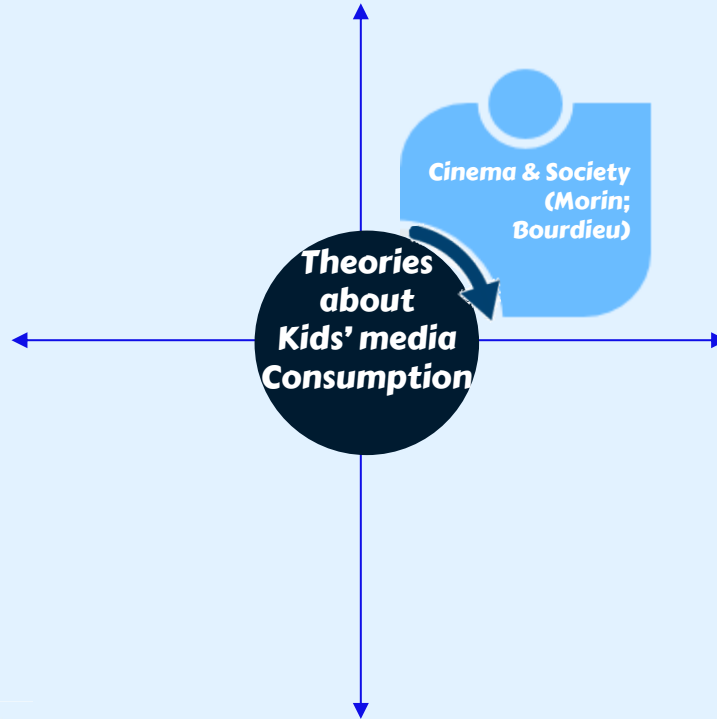 Cinema & Society
(Morin;
Bourdieu)
Theories
about
Kids’ media
Consumption